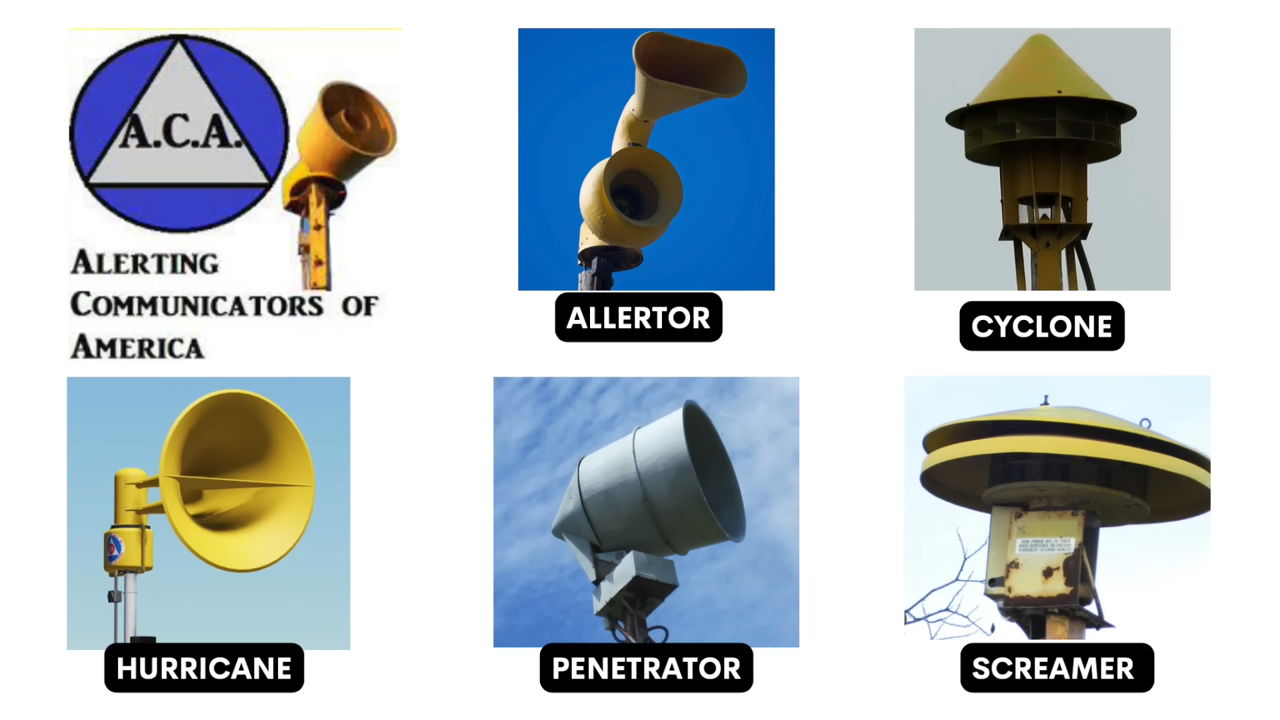 A.C.A.
ALERTING
COMMUNICATORS OF
AMERICA
ALLERTOR
CYCLONE
HURRICANE
PENETRATOR
SCREAMER